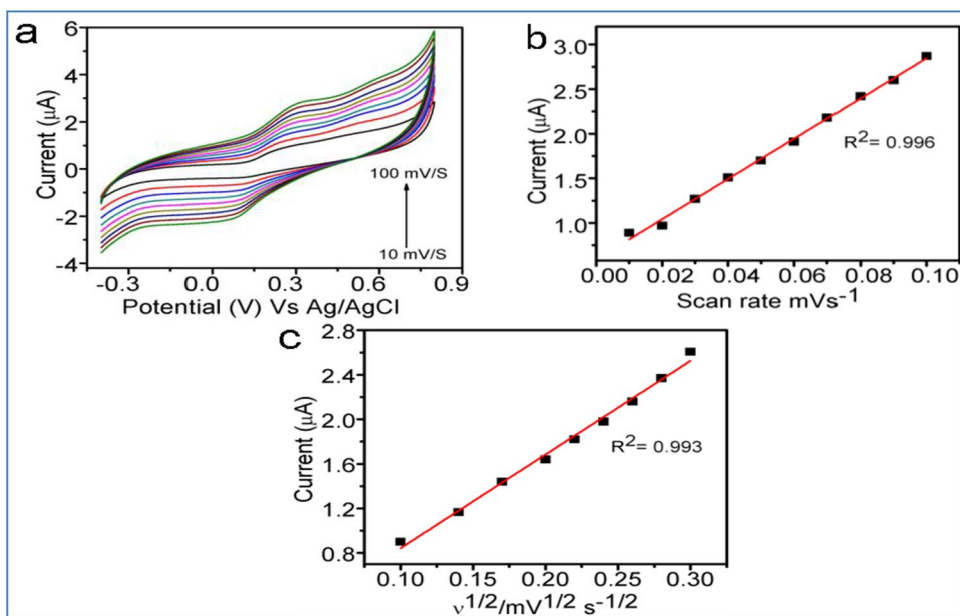 a
6
4
2
0
-2
-4
Current (µA)
100 mV/S
10 mV/S
-0.3 0.0 0.3 0.6 0.9
Potential (V) Vs Ag/AgCl
b
3.0
2.5
2.0
1.5
1.0
Current (µA)
R2= 0.996
0.00 0.02 0.04 0.06 0.08 0.10
Scan rate mVs-1
c
2.8
2.4
2.0
1.6
1.2
0.8
Current (µA)
R2= 0.993
0.10 0.15 0.20 0.25 0.30
ν1/2/mV1/2 s-1/2